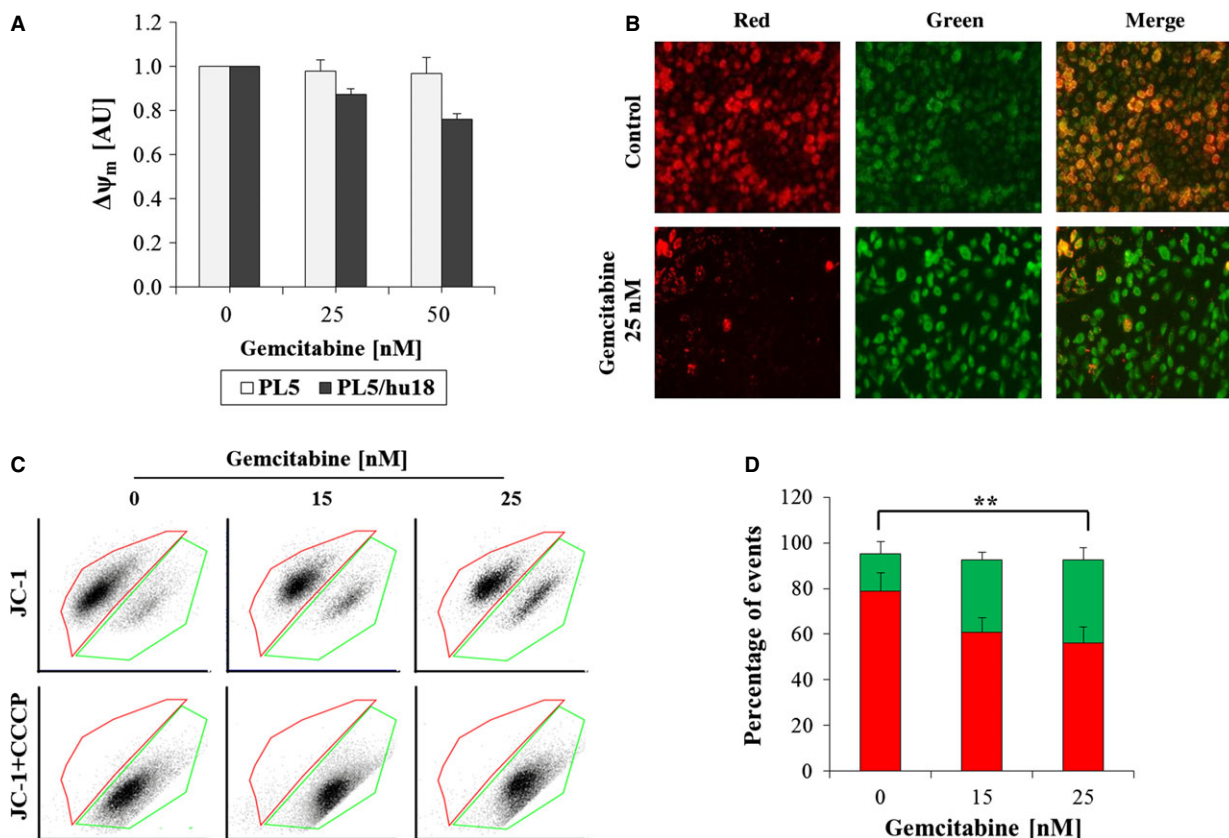 A
1.2
1.0
0.8
0.6
0.4
0.2
0.0
Δψm [AU]
0 25 50
Gemcitabine [nM]
PL5 PL5/hu18
B
Red Green Merge
Control
Gemcitabine
25 nM
C
Gemcitabine [nM]
0 15 25
JC-1
JC-1+CCCP
D
120
100
80
60
40
20
0
Percentage of events
**
0 15 25
Gemcitabine [nM]